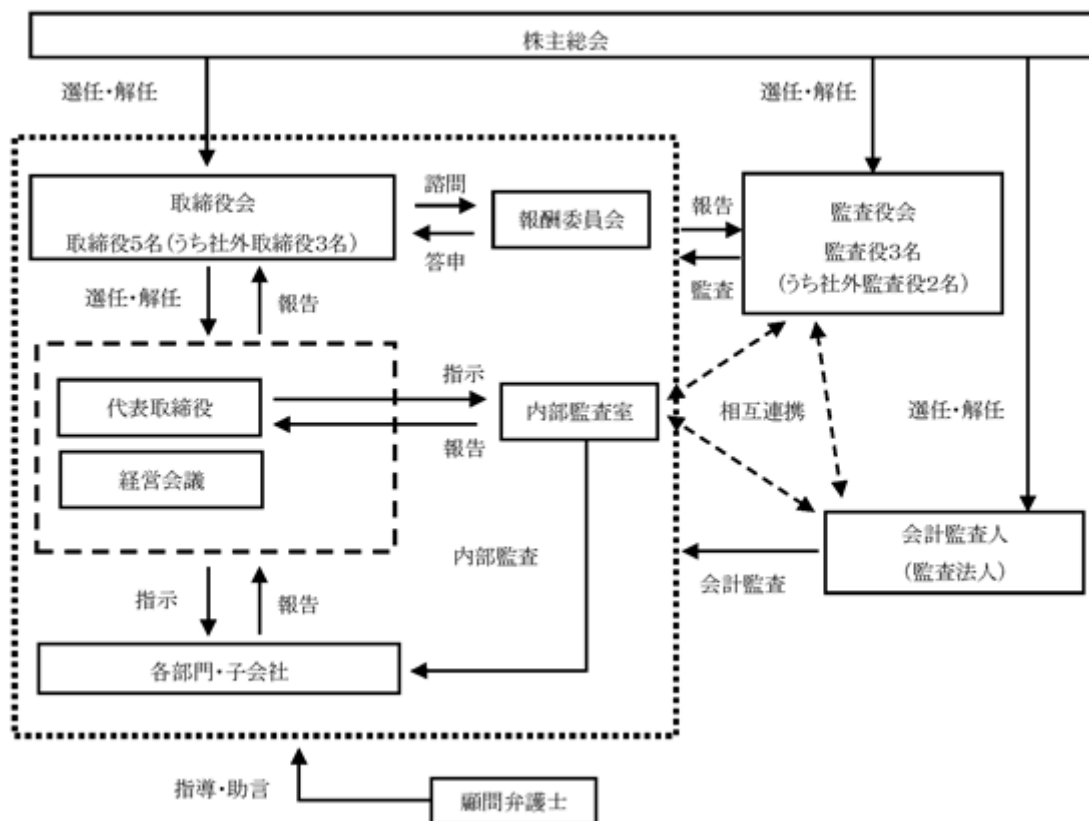 株主総会
選任・解任
選任・解任
取締役会
取締役5名(うち社外取締役3名)
諮問
答申
報酬委員会
報告
監査
監査役会
監査役3名
(うち社外監査役2名)
選任・解任
報告
代表取締役
経営会議
指示
報告
内部監査室
相互連携
選任・解任
内部監査
会計監査
会計監査人
(監査法人)
指示
報告
各部門・子会社
指導・助言
顧問弁護士